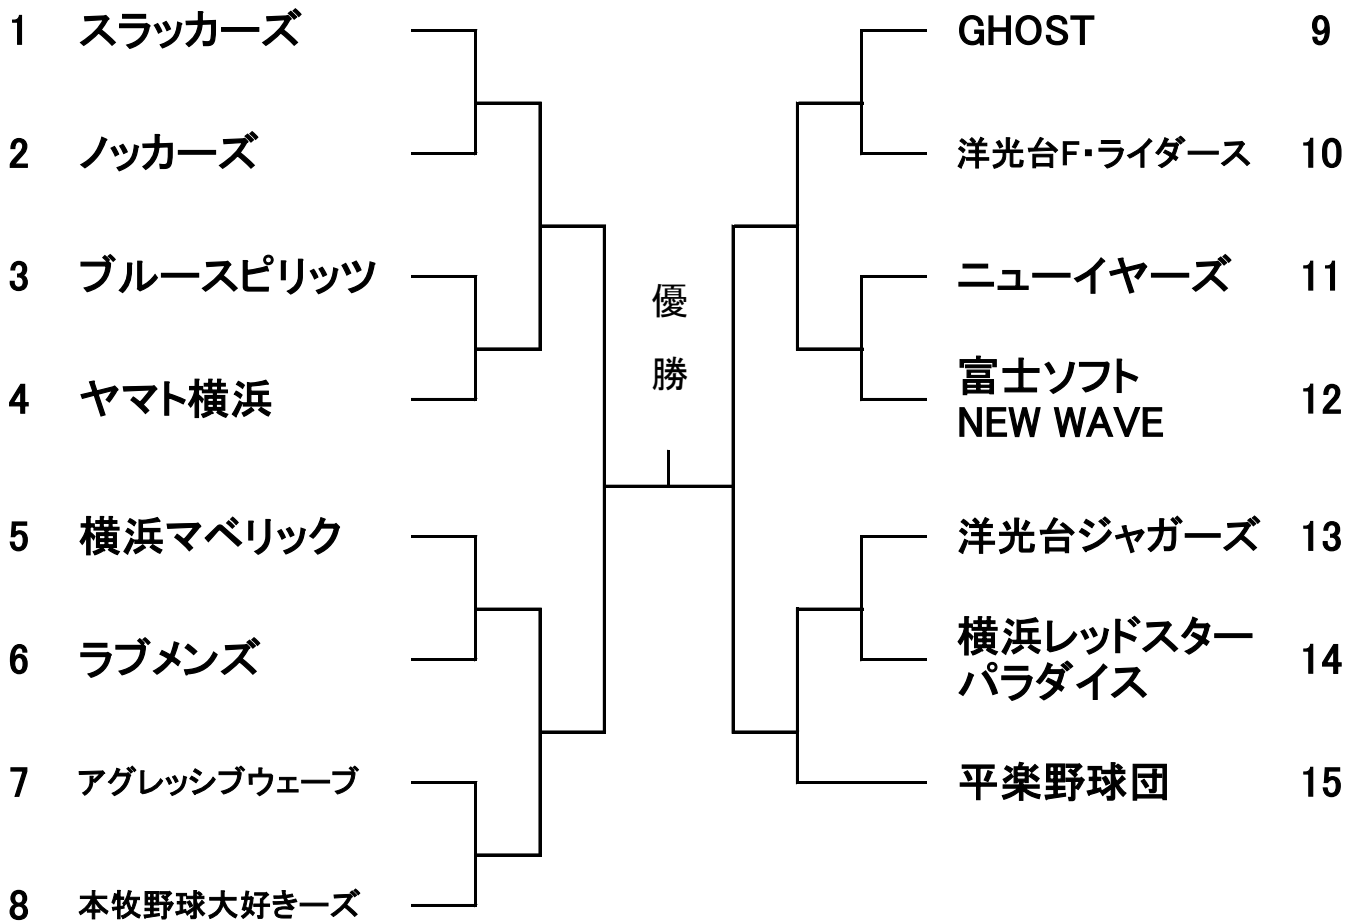 1 スラッカーズ
2 ノッカーズ
3 ブルースピリッツ
4 ヤマト横浜
5 横浜マベリック
6 ラブメンズ
7 アグレッシブウェーブ
8 本牧野球大好きーズ
優
勝
GHOST 9
洋光台F・ライダース 10
ニューイヤーズ 11
富士ソフト
NEW WAVE 12
洋光台ジャガーズ 13
横浜レッドスター
パラダイス 14
平楽野球団 15